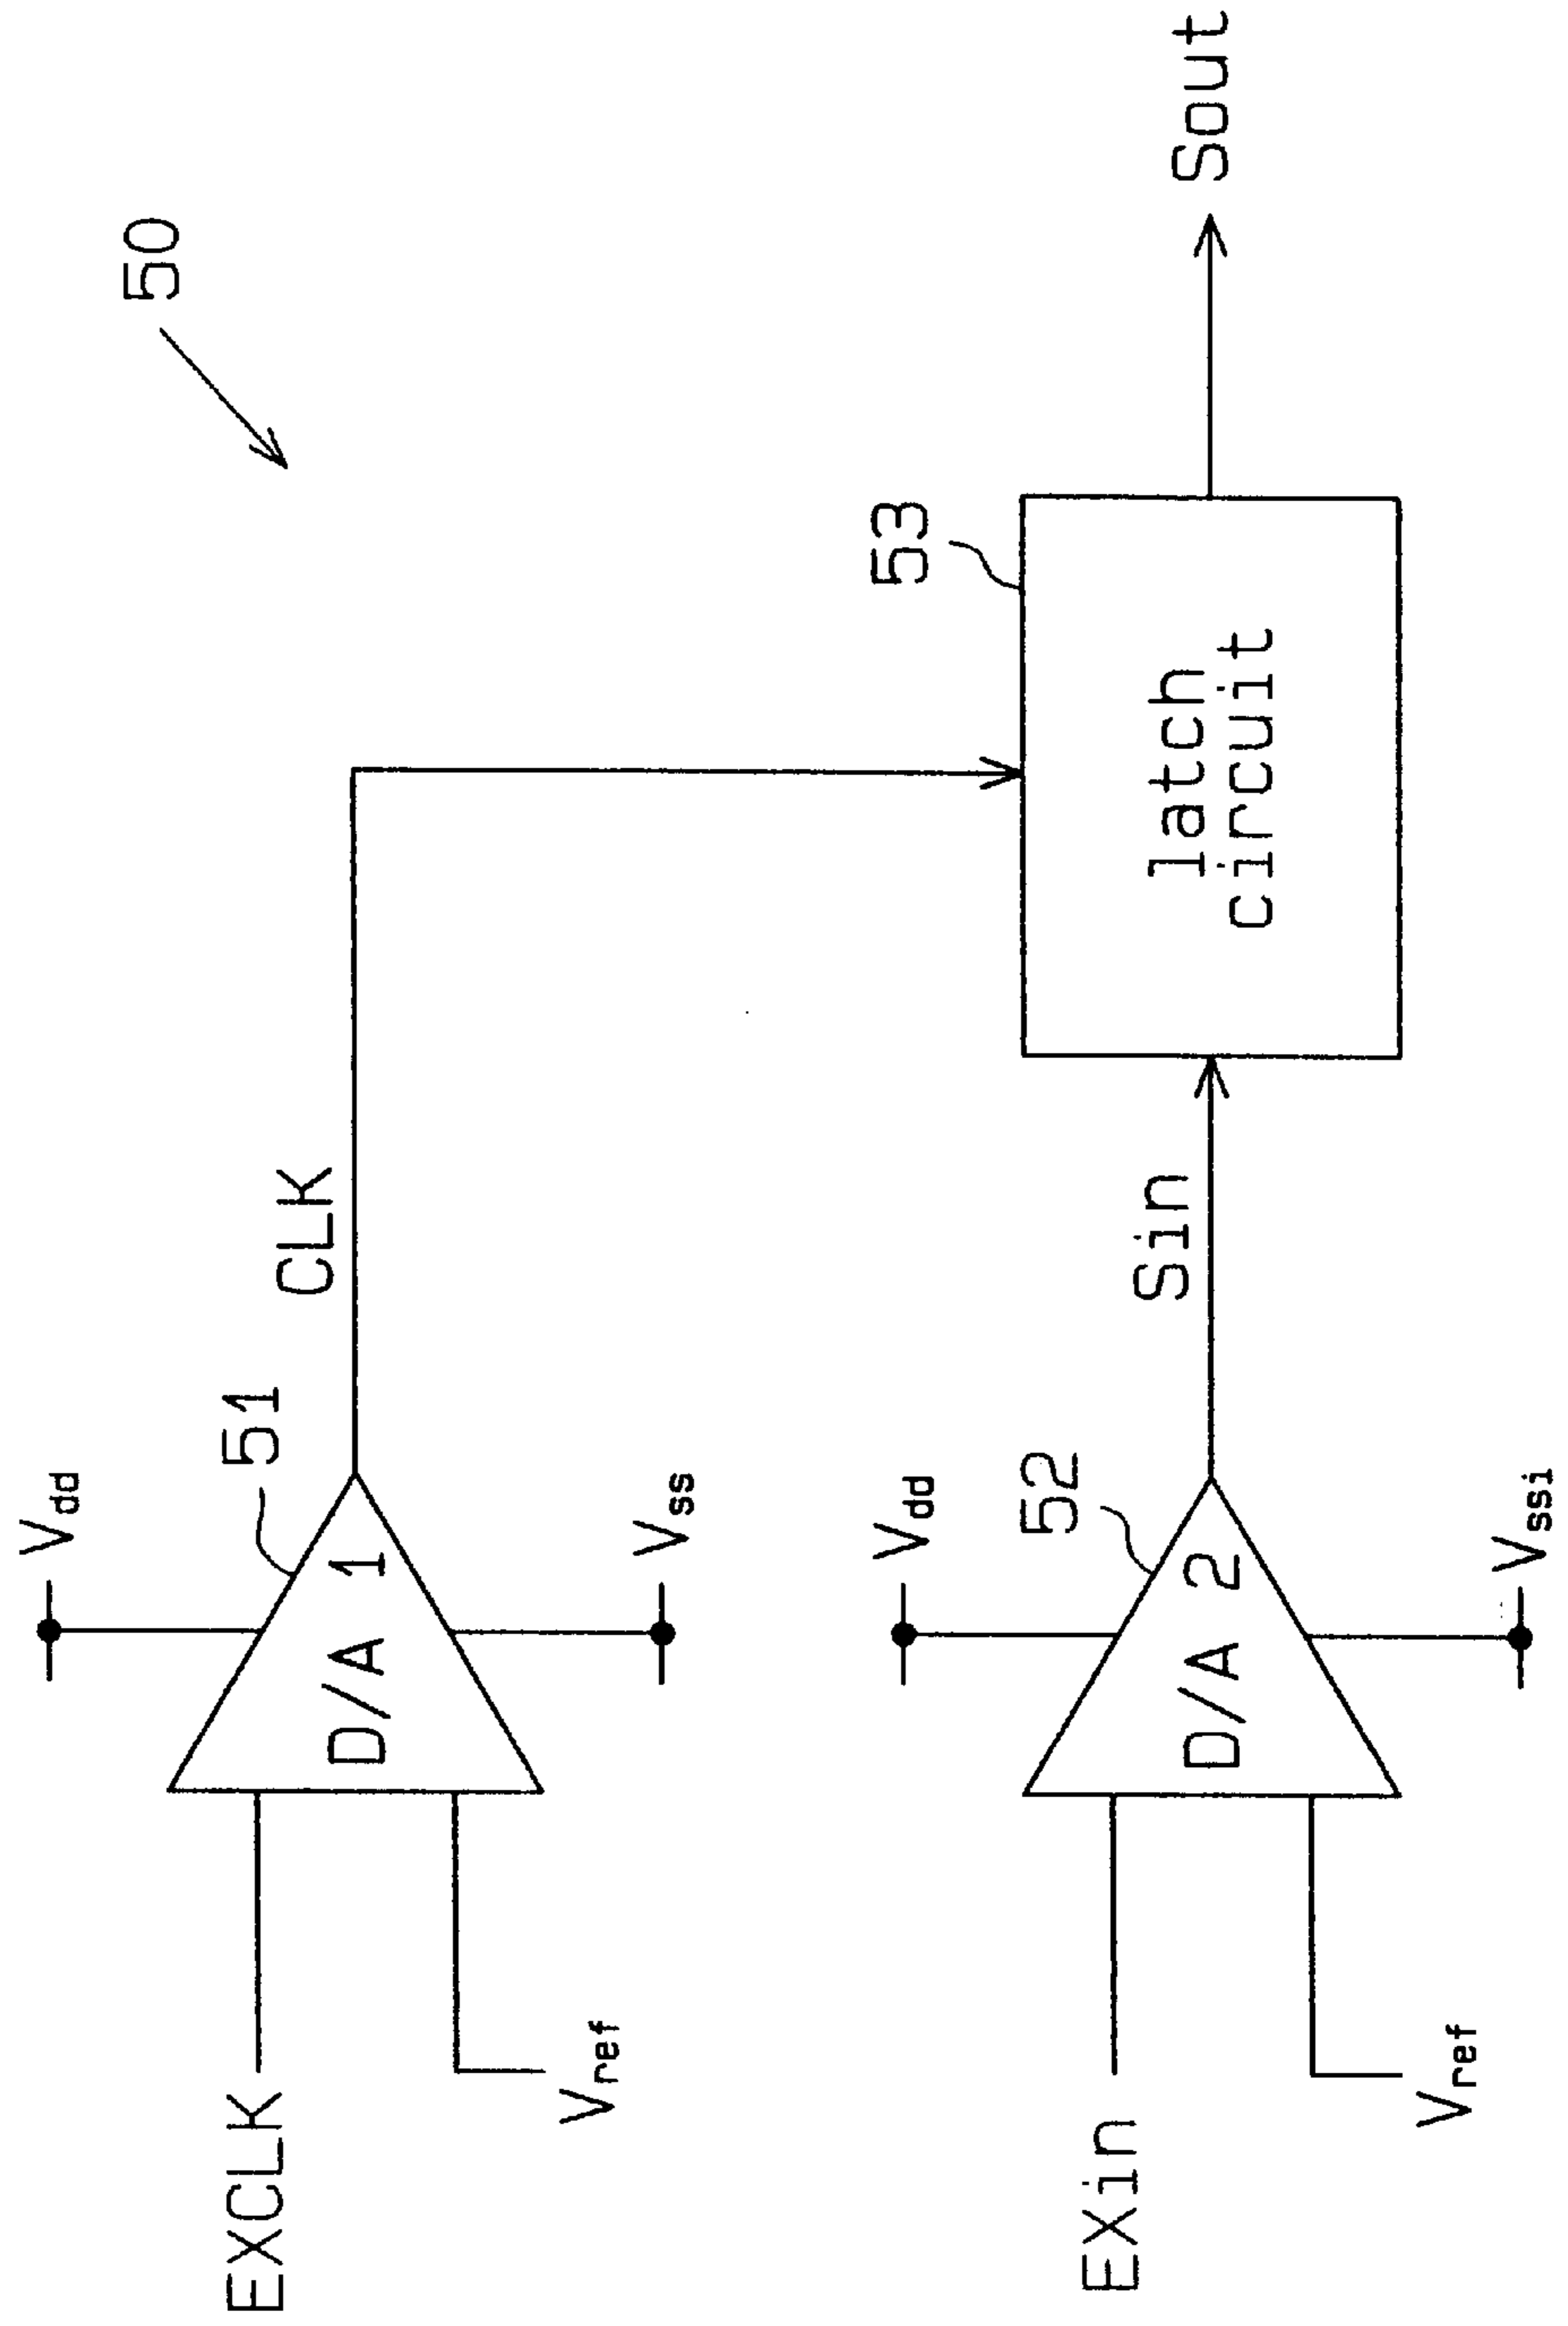 50
Vdd
51
CLK
EXCLK
D/A 1
Vref
Vss
53
Vdd
52
Sin
latch
circuit
Sout
EXin
D/A 2
Vref
Vssi